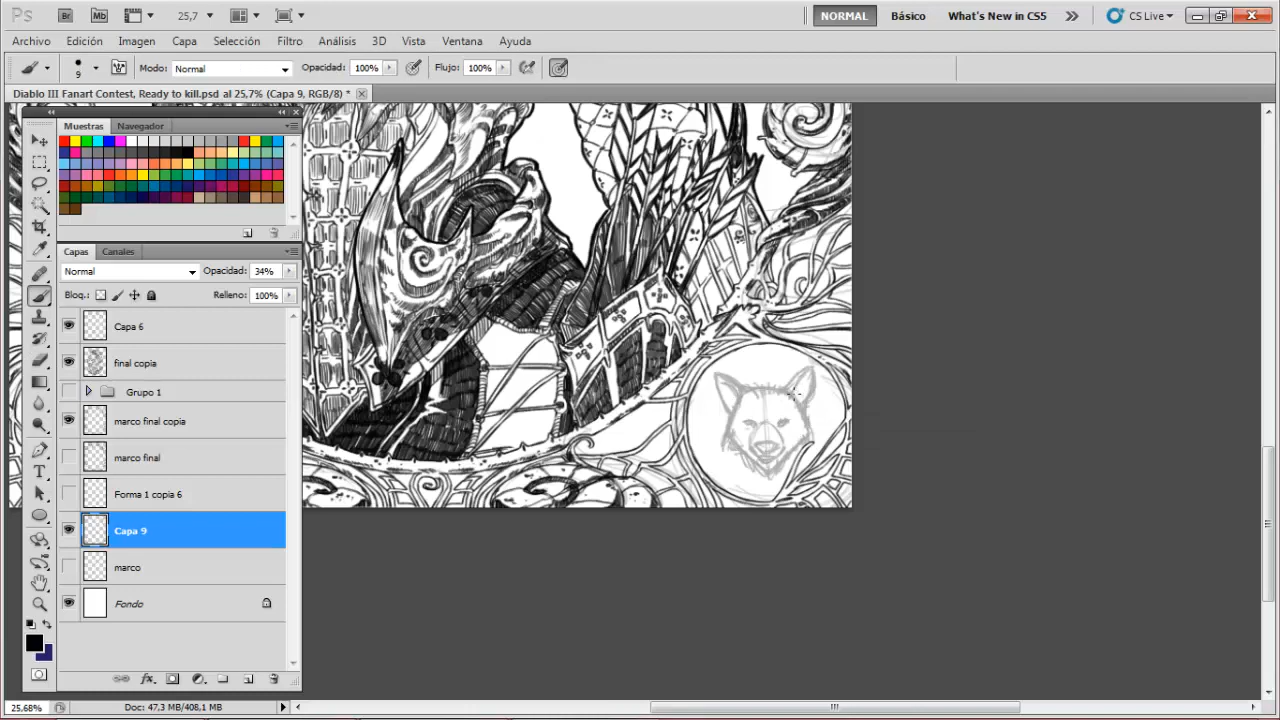 Ps Br Mb 25,7 NORMAL Básico What's New in CS5 CS Live
Archivo Edición Imagen Capa Selección Filtro Análisis 3D Vista Ventana Ayuda
9 Modo: Normal Opacidad: 100% Flujo: 100%
Diablo III Fanart Contest, Ready to kill.psd al 25,7% (Capa 9, RGB/8) *
Muestras Navegador
Capas Canales
Normal Opacidad: 34%
Bloq.: Relleno: 100%
Capa 6
final copia
Grupo 1
marco final copia
marco final
Forma 1 copia 6
Capa 9
marco
Fondo
fx
25,68% Doc: 47,3 MB/408,1 MB